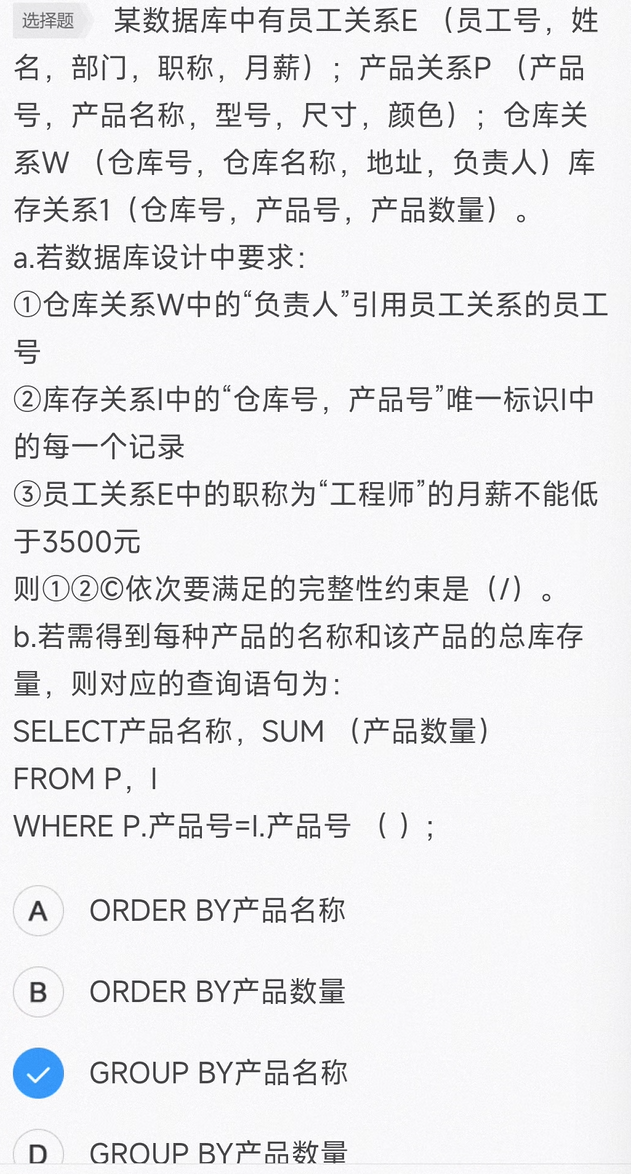 选择题 某数据库中有员工关系E （员工号，姓
名，部门，职称，月薪）；产品关系P （产品
号，产品名称，型号，尺寸，颜色）；仓库关
系W （仓库号，仓库名称，地址，负责人）库
存关系1（仓库号，产品号，产品数量）。
a.若数据库设计中要求：
①仓库关系W中的“负责人”引用员工关系的员工
号
②库存关系I中的“仓库号，产品号”唯一标识I中
的每一个记录
③员工关系E中的职称为“工程师”的月薪不能低
于3500元
则①②©依次要满足的完整性约束是（/）。
b.若需得到每种产品的名称和该产品的总库存
量，则对应的查询语句为：
SELECT产品名称，SUM （产品数量）
FROM P，I
WHERE P.产品号=I.产品号 （ ）；
A ORDER BY产品名称
B ORDER BY产品数量
GROUP BY产品名称
D GROUP BY产品数量